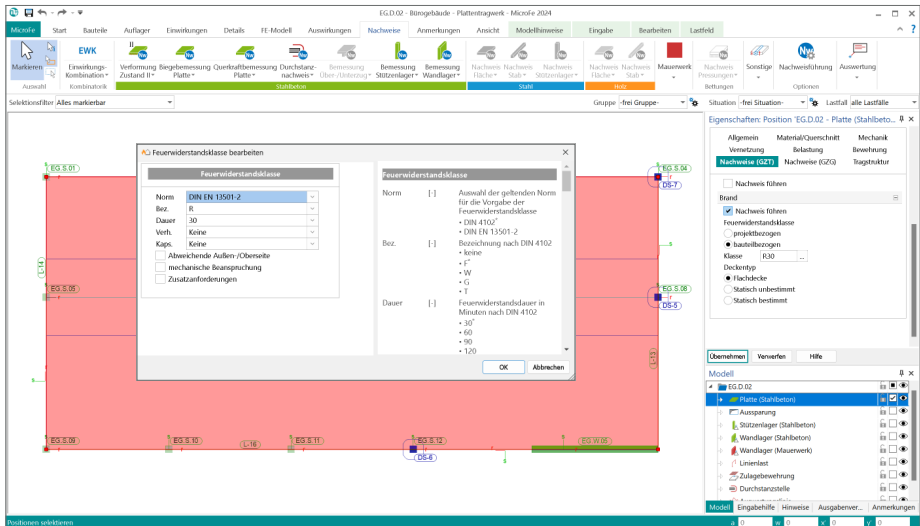 EG.D.02 - Bürogebäude - Plattentragwerk - MicroFe 2024
MicroFe Start Bauteile Auflager Einwirkungen Details FE-Modell Auswirkungen Nachweise Anmerkungen Ansicht Modellhinweise Eingabe Bearbeiten Lastfeld
Markieren
EWK
Einwirkungs-
Kombination
Verformung
Zustand II
Biegebemessung
Platte
Querkraftbemessung
Platte
Durchstanz-
nachweis
Bemessung
Über-/Unterzug
Bemessung
Stützenlager
Bemessung
Wandlager
Nachweis
Fläche
Nachweis
Stab
Nachweis
Stützenlager
Nachweis
Fläche
Nachweis
Stab
Mauerwerk
Nachweis
Pressungen
Sonstige
Nachweisführung
Auswertung
Auswahl Kombinatorik Stahlbeton Stahl Holz Bettungen Optionen
Selektionsfilter Alles markierbar
Gruppe -frei Gruppe-
Situation -frei Situation-
Lastfall alle Lastfälle
EG.S.01
EG.S.04
DS-7
L-14
EG.S.05
EG.S.08
DS-5
L-13
EG.S.09
EG.S.10
L-16
EG.S.11
EG.S.12
DS-6
EG.W.06
Feuerwiderstandsklasse bearbeiten
Feuerwiderstandsklasse
Norm DIN EN 13501-2
Bez. R
Dauer 30
Verh. Keine
Kaps. Keine
Abweichende Außen-/Oberseite
mechanische Beanspruchung
Zusatzanforderungen
Feuerwiderstandsklasse
Norm [-] Auswahl der geltenden Norm
für die Vorgabe der
Feuerwiderstandsklasse
• DIN 4102*
• DIN EN 13501-2
Bez. [-] Bezeichnung nach DIN 4102
• keine
• F*
• W
• G
• T
Dauer [-] Feuerwiderstandsdauer in
Minuten nach DIN 4102
• 30*
• 60
• 90
• 120
OK Abbrechen
Eigenschaften: Position 'EG.D.02 - Platte (Stahlbeto...
Allgemein Material/Querschnitt Mechanik
Vernetzung Belastung Bewehrung
Nachweise (GZT) Nachweise (GZG) Tragstruktur
Nachweis führen
Brand
Nachweis führen
Feuerwiderstandsklasse
projektbezogen
bauteilbezogen
Klasse R30 ...
Deckentyp
Flachdecke
Statisch unbestimmt
Statisch bestimmt
Übernehmen Verwerfen Hilfe
Modell
EG.D.02
Platte (Stahlbeton)
Aussparung
Stützenlager (Stahlbeton)
Wandlager (Stahlbeton)
Wandlager (Mauerwerk)
Linienlast
Zulagebewehrung
Durchstanzstelle
Modell Eingabehilfe Hinweise Ausgabenver... Anmerkungen
Positionen selektieren
a 0 w 0 x 0 y 0